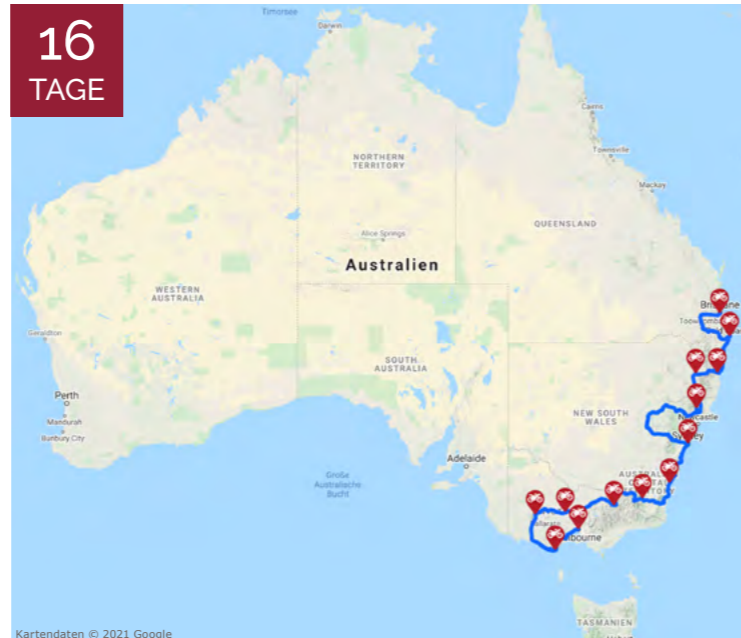 16
TAGE
Timorsee
Darwin
Cairns
Townsville
Mackay
NORTHERN
TERRITORY
QUEENSLAND
Alice Springs
Australien
WESTERN
AUSTRALIA
Geraldton
SOUTH
AUSTRALIA
Perth
Mandurah
Bunbury City
NEW SOUTH
WALES
Adelaide
Große
Australische
Bucht
TASMANIEN
Kartendaten © 2021 Google